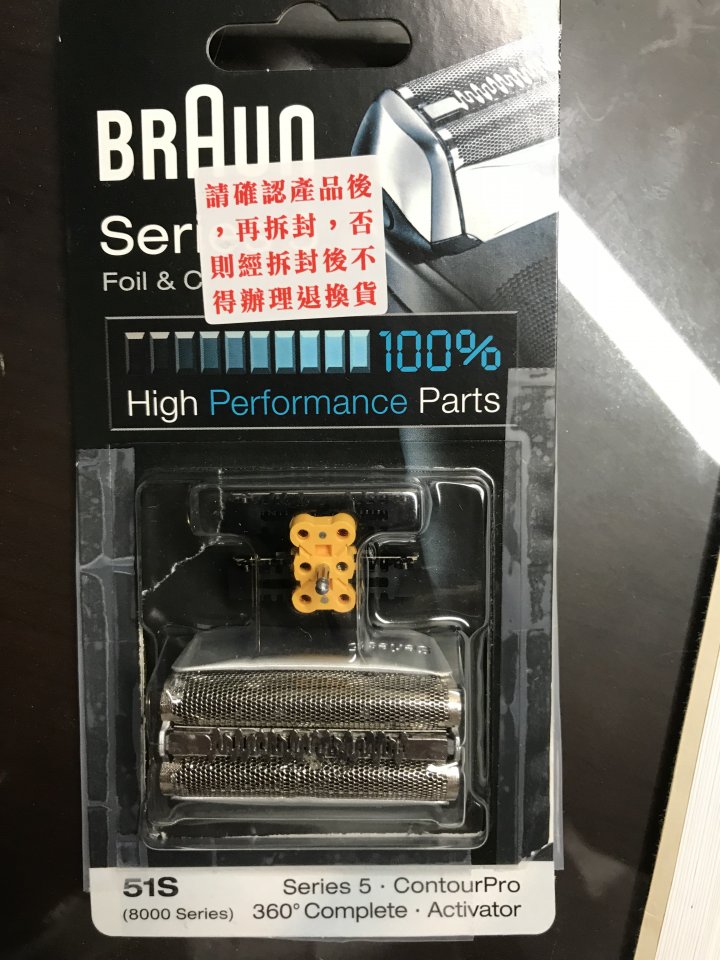 BRAUN
請確認產品後
，再拆封，否
則經拆封後不
得辦理退換貨
Foil &
100%
High Performance Parts
51S
(8000 Series)
Series 5 · ContourPro
360° Complete · Activator